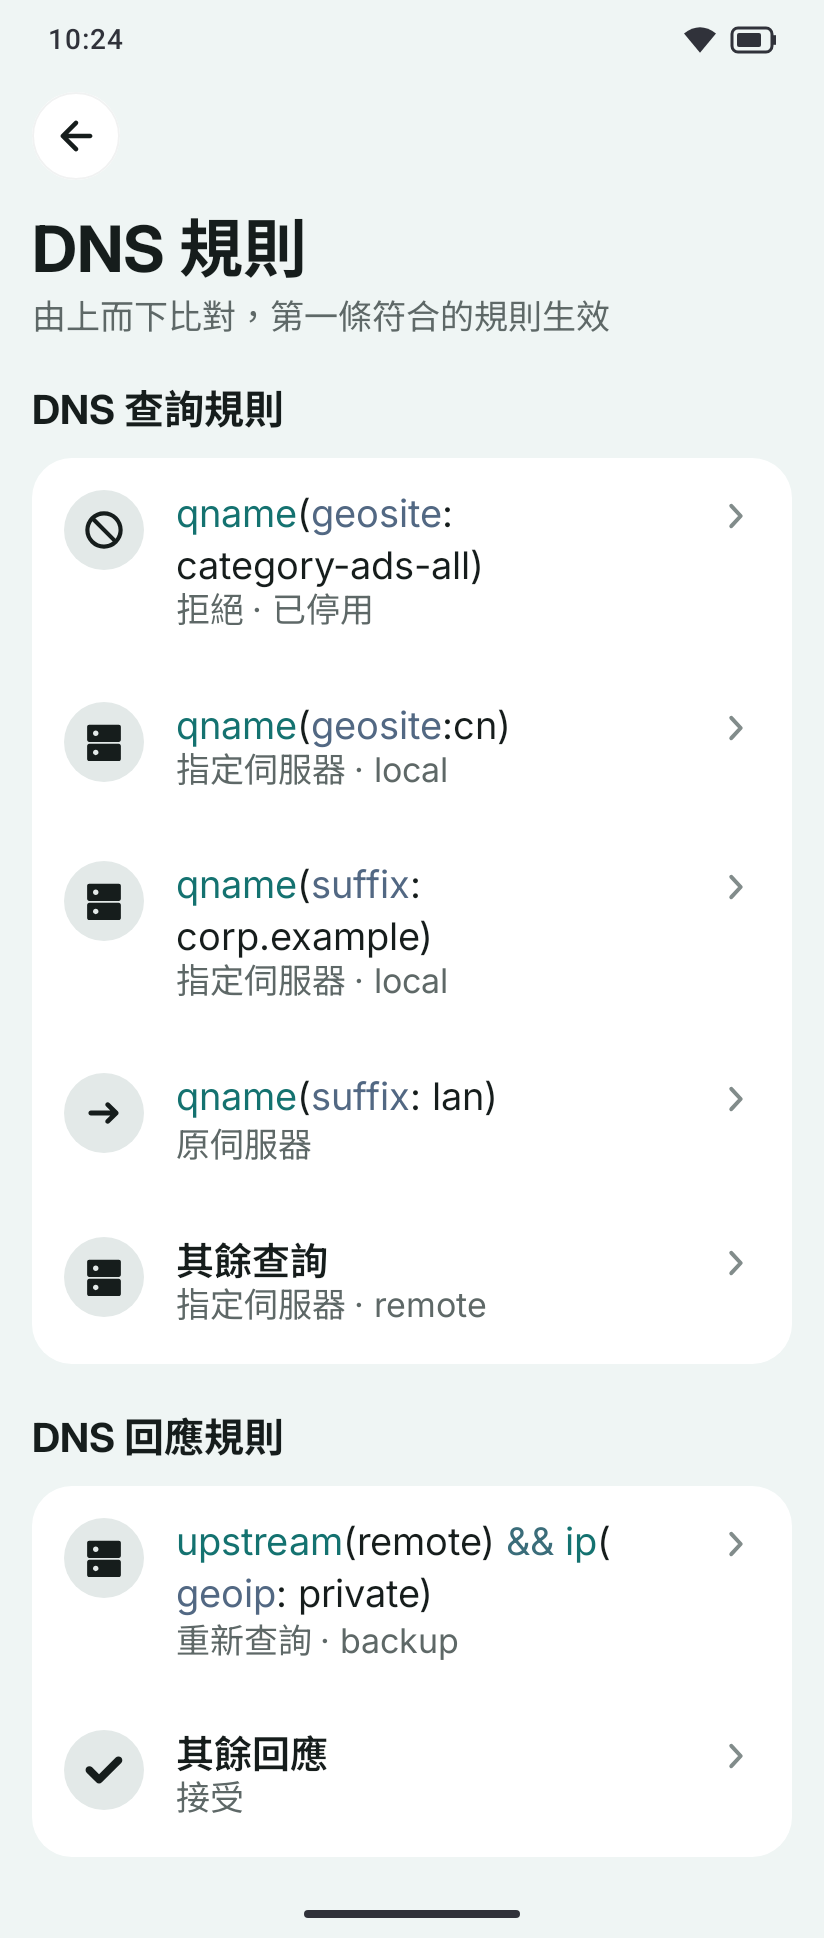 10:24
DNS 規則
由上而下比對，第一條符合的規則生效
DNS 查詢規則
qname(geosite:
category-ads-all)
拒絕 · 已停用
qname(geosite:cn)
指定伺服器 · local
qname(suffix:
corp.example)
指定伺服器 · local
qname(suffix: lan)
原伺服器
其餘查詢
指定伺服器 · remote
DNS 回應規則
upstream(remote) && ip(
geoip: private)
重新查詢 · backup
其餘回應
接受